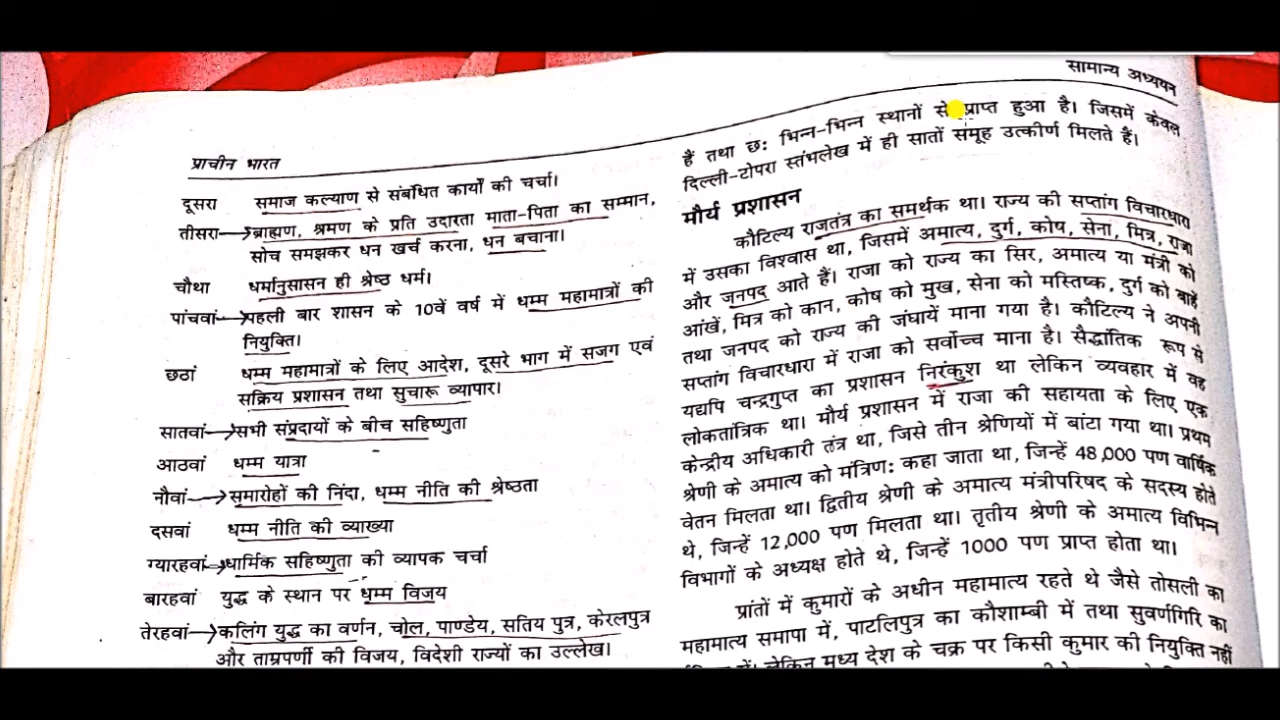 प्राचीन भारत
दूसरा समाज कल्याण से संबंधित कार्यों की चर्चा।
तीसरा ब्राह्मण, श्रमण के प्रति उदारता माता-पिता का सम्मान,
सोच समझकर धन खर्च करना, धन बचाना।
चौथा धर्मानुसासन ही श्रेष्ठ धर्म।
पांचवां पहली बार शासन के 10वें वर्ष में धम्म महामात्रों की
नियुक्ति।
छठां धम्म महामात्रों के लिए आदेश, दूसरे भाग में सजग एवं
सक्रिय प्रशासन तथा सुचारू व्यापार।
सातवां सभी संप्रदायों के बीच सहिष्णुता
आठवां धम्म यात्रा
नौवां समारोहों की निंदा, धम्म नीति की श्रेष्ठता
दसवां धम्म नीति की व्याख्या
ग्यारहवां धार्मिक सहिष्णुता की व्यापक चर्चा
बारहवां युद्ध के स्थान पर धम्म विजय
तेरहवां कलिंग युद्ध का वर्णन, चोल, पाण्डेय, सतिय पुत्र, केरलपुत्र
और ताम्रपर्णी की विजय, विदेशी राज्यों का उल्लेख।
सामान्य अध्ययन
हैं तथा छः भिन्न-भिन्न स्थानों से प्राप्त हुआ है। जिसमें केवल
दिल्ली-टोपरा स्तंभलेख में ही सातों समूह उत्कीर्ण मिलते हैं।
मौर्य प्रशासन
कौटिल्य राजतंत्र का समर्थक था। राज्य की सप्तांग विचारधारा
में उसका विश्वास था, जिसमें अमात्य, दुर्ग, कोष, सेना, मित्र, राजा
और जनपद आते हैं। राजा को राज्य का सिर, अमात्य या मंत्री को
आंखें, मित्र को कान, कोष को मुख, सेना को मस्तिष्क, दुर्ग को बाहें
तथा जनपद को राज्य की जंघायें माना गया है। कौटिल्य ने अपनी
सप्तांग विचारधारा में राजा को सर्वोच्च माना है। सैद्धांतिक रूप से
यद्यपि चन्द्रगुप्त का प्रशासन निरंकुश था लेकिन व्यवहार में वह
लोकतांत्रिक था। मौर्य प्रशासन में राजा की सहायता के लिए एक
केन्द्रीय अधिकारी तंत्र था, जिसे तीन श्रेणियों में बांटा गया था। प्रथम
श्रेणी के अमात्य को मंत्रिण: कहा जाता था, जिन्हें 48,000 पण वार्षिक
वेतन मिलता था। द्वितीय श्रेणी के अमात्य मंत्रीपरिषद के सदस्य होते
थे, जिन्हें 12,000 पण मिलता था। तृतीय श्रेणी के अमात्य विभिन्न
विभागों के अध्यक्ष होते थे, जिन्हें 1000 पण प्राप्त होता था।
प्रांतों में कुमारों के अधीन महामात्य रहते थे जैसे तोसली का
महामात्य समापा में, पाटलिपुत्र का कौशाम्बी में तथा सुवर्णगिरि का
में। लेकिन मध्य देश के चक्र पर किसी कुमार की नियुक्ति नहीं